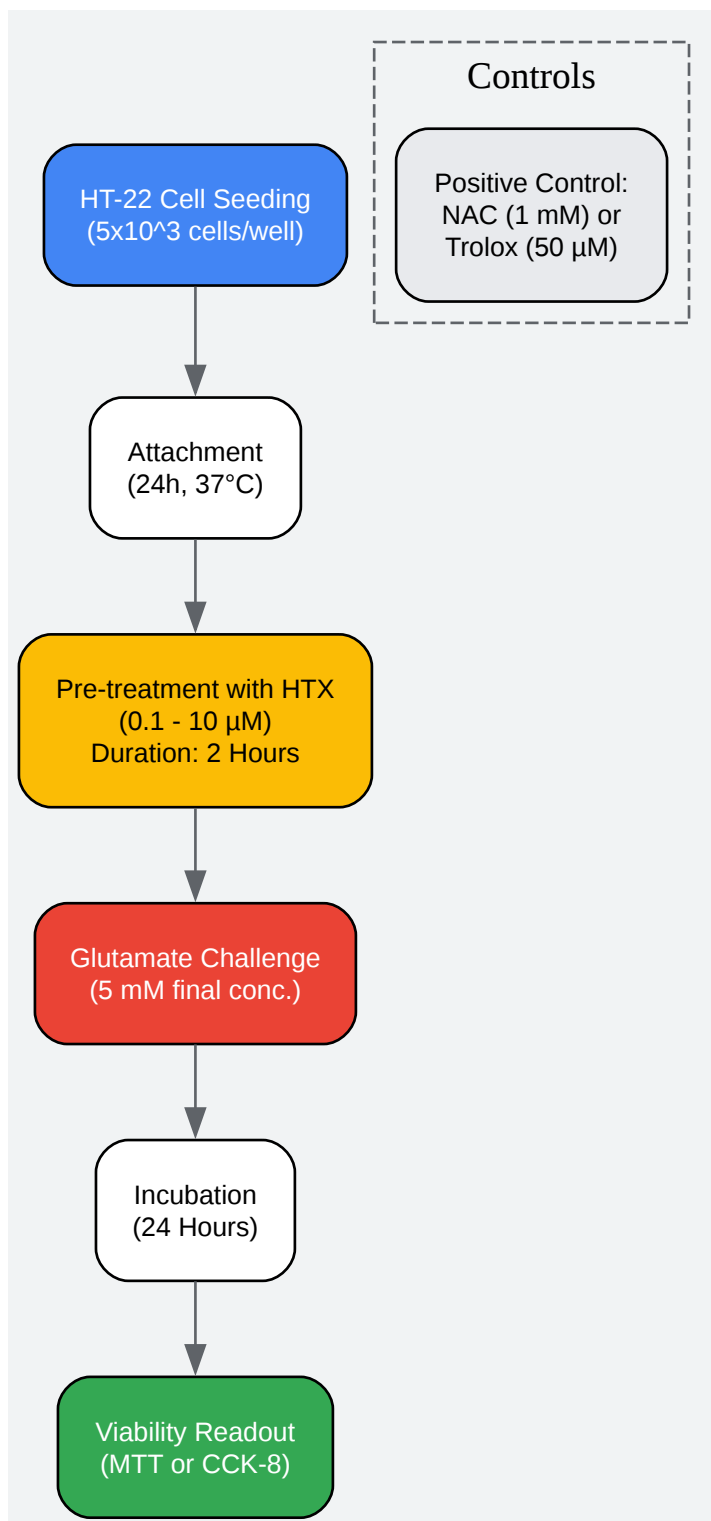 Controls
Positive Control:
NAC (1 mM) or
Trolox (50 µM)
HT-22 Cell Seeding
(5x10^3 cells/well)
Attachment
(24h, 37°C)
Pre-treatment with HTX
(0.1 - 10 µM)
Duration: 2 Hours
Glutamate Challenge
(5 mM final conc.)
Incubation
(24 Hours)
Viability Readout
(MTT or CCK-8)